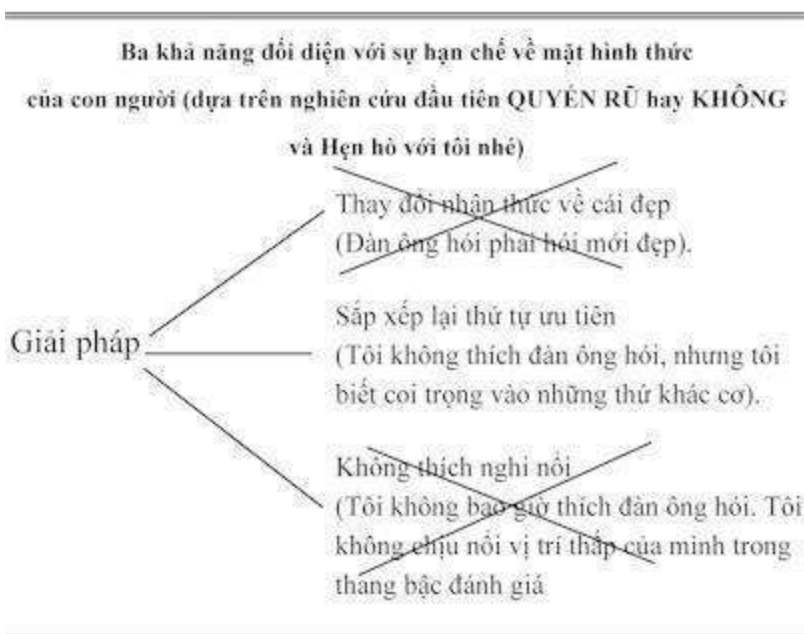 Ba khả năng đối diện với sự hạn chế về mặt hình thức
của con người (dựa trên nghiên cứu đầu tiên QUYẾN RŨ hay KHÔNG
và Hẹn hò với tôi nhé)
Thay đổi nhận thức về cái đẹp
(Đàn ông hói phải hói mới đẹp).
Giải pháp
Sắp xếp lại thứ tự ưu tiên
(Tôi không thích đàn ông hói, nhưng tôi
biết coi trọng vào những thứ khác cơ).
Không thích nghi nổi
(Tôi không bao giờ thích đàn ông hói. Tôi
không chịu nổi vị trí thấp của mình trong
thang bậc đánh giá